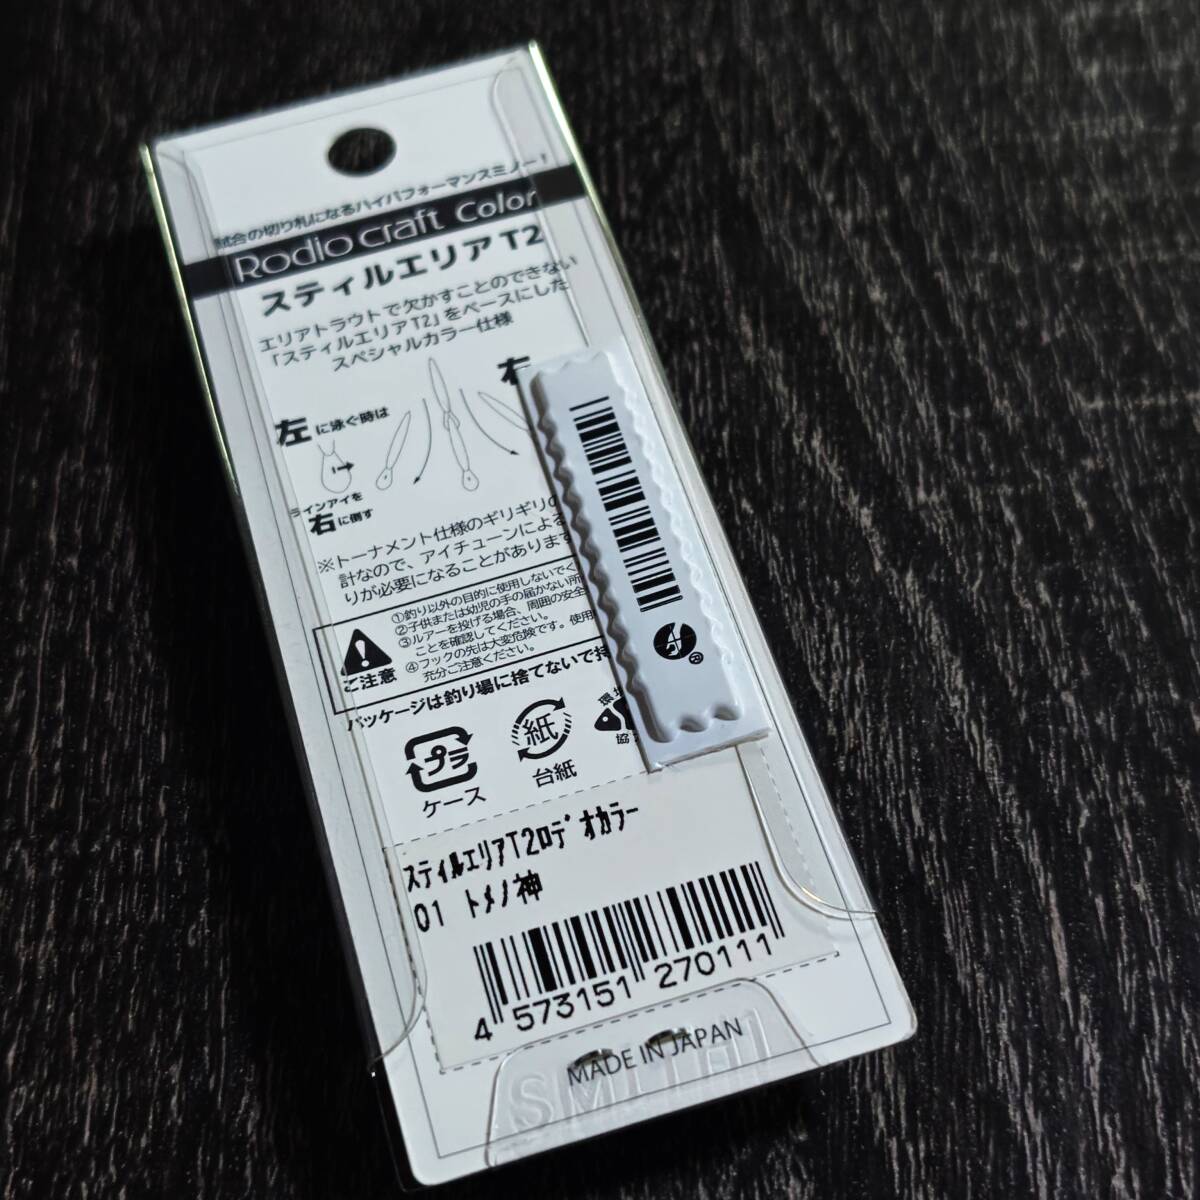 試合の切り札になるハイパフォーマンスミノー!
Rodio craft Color
スティルエリアT2
エリアトラウトで欠かすことのできない
「スティルエリアT2」をベースにした
スペシャルカラー仕様
左に泳ぐ時は
右
ラインアイを
右に倒す
※トーナメント仕様のギリギリの
計なので、アイチューンによる
りが必要になることがあります
ご注意
①釣り以外の目的に使用しないでく
②子供または幼児の手の届かない所
③ルアーを投げる場合、周囲の安全
ことを確認してください。
④フックの先は大変危険です。使用
充分ご注意ください。
パッケージは釣り場に捨てないで持
プラ
ケース
紙
台紙
環境
協
R
スティルエリアT2ロデオカラー
01 トメノ神
4 573151 270111
MADE IN JAPAN
SMITH